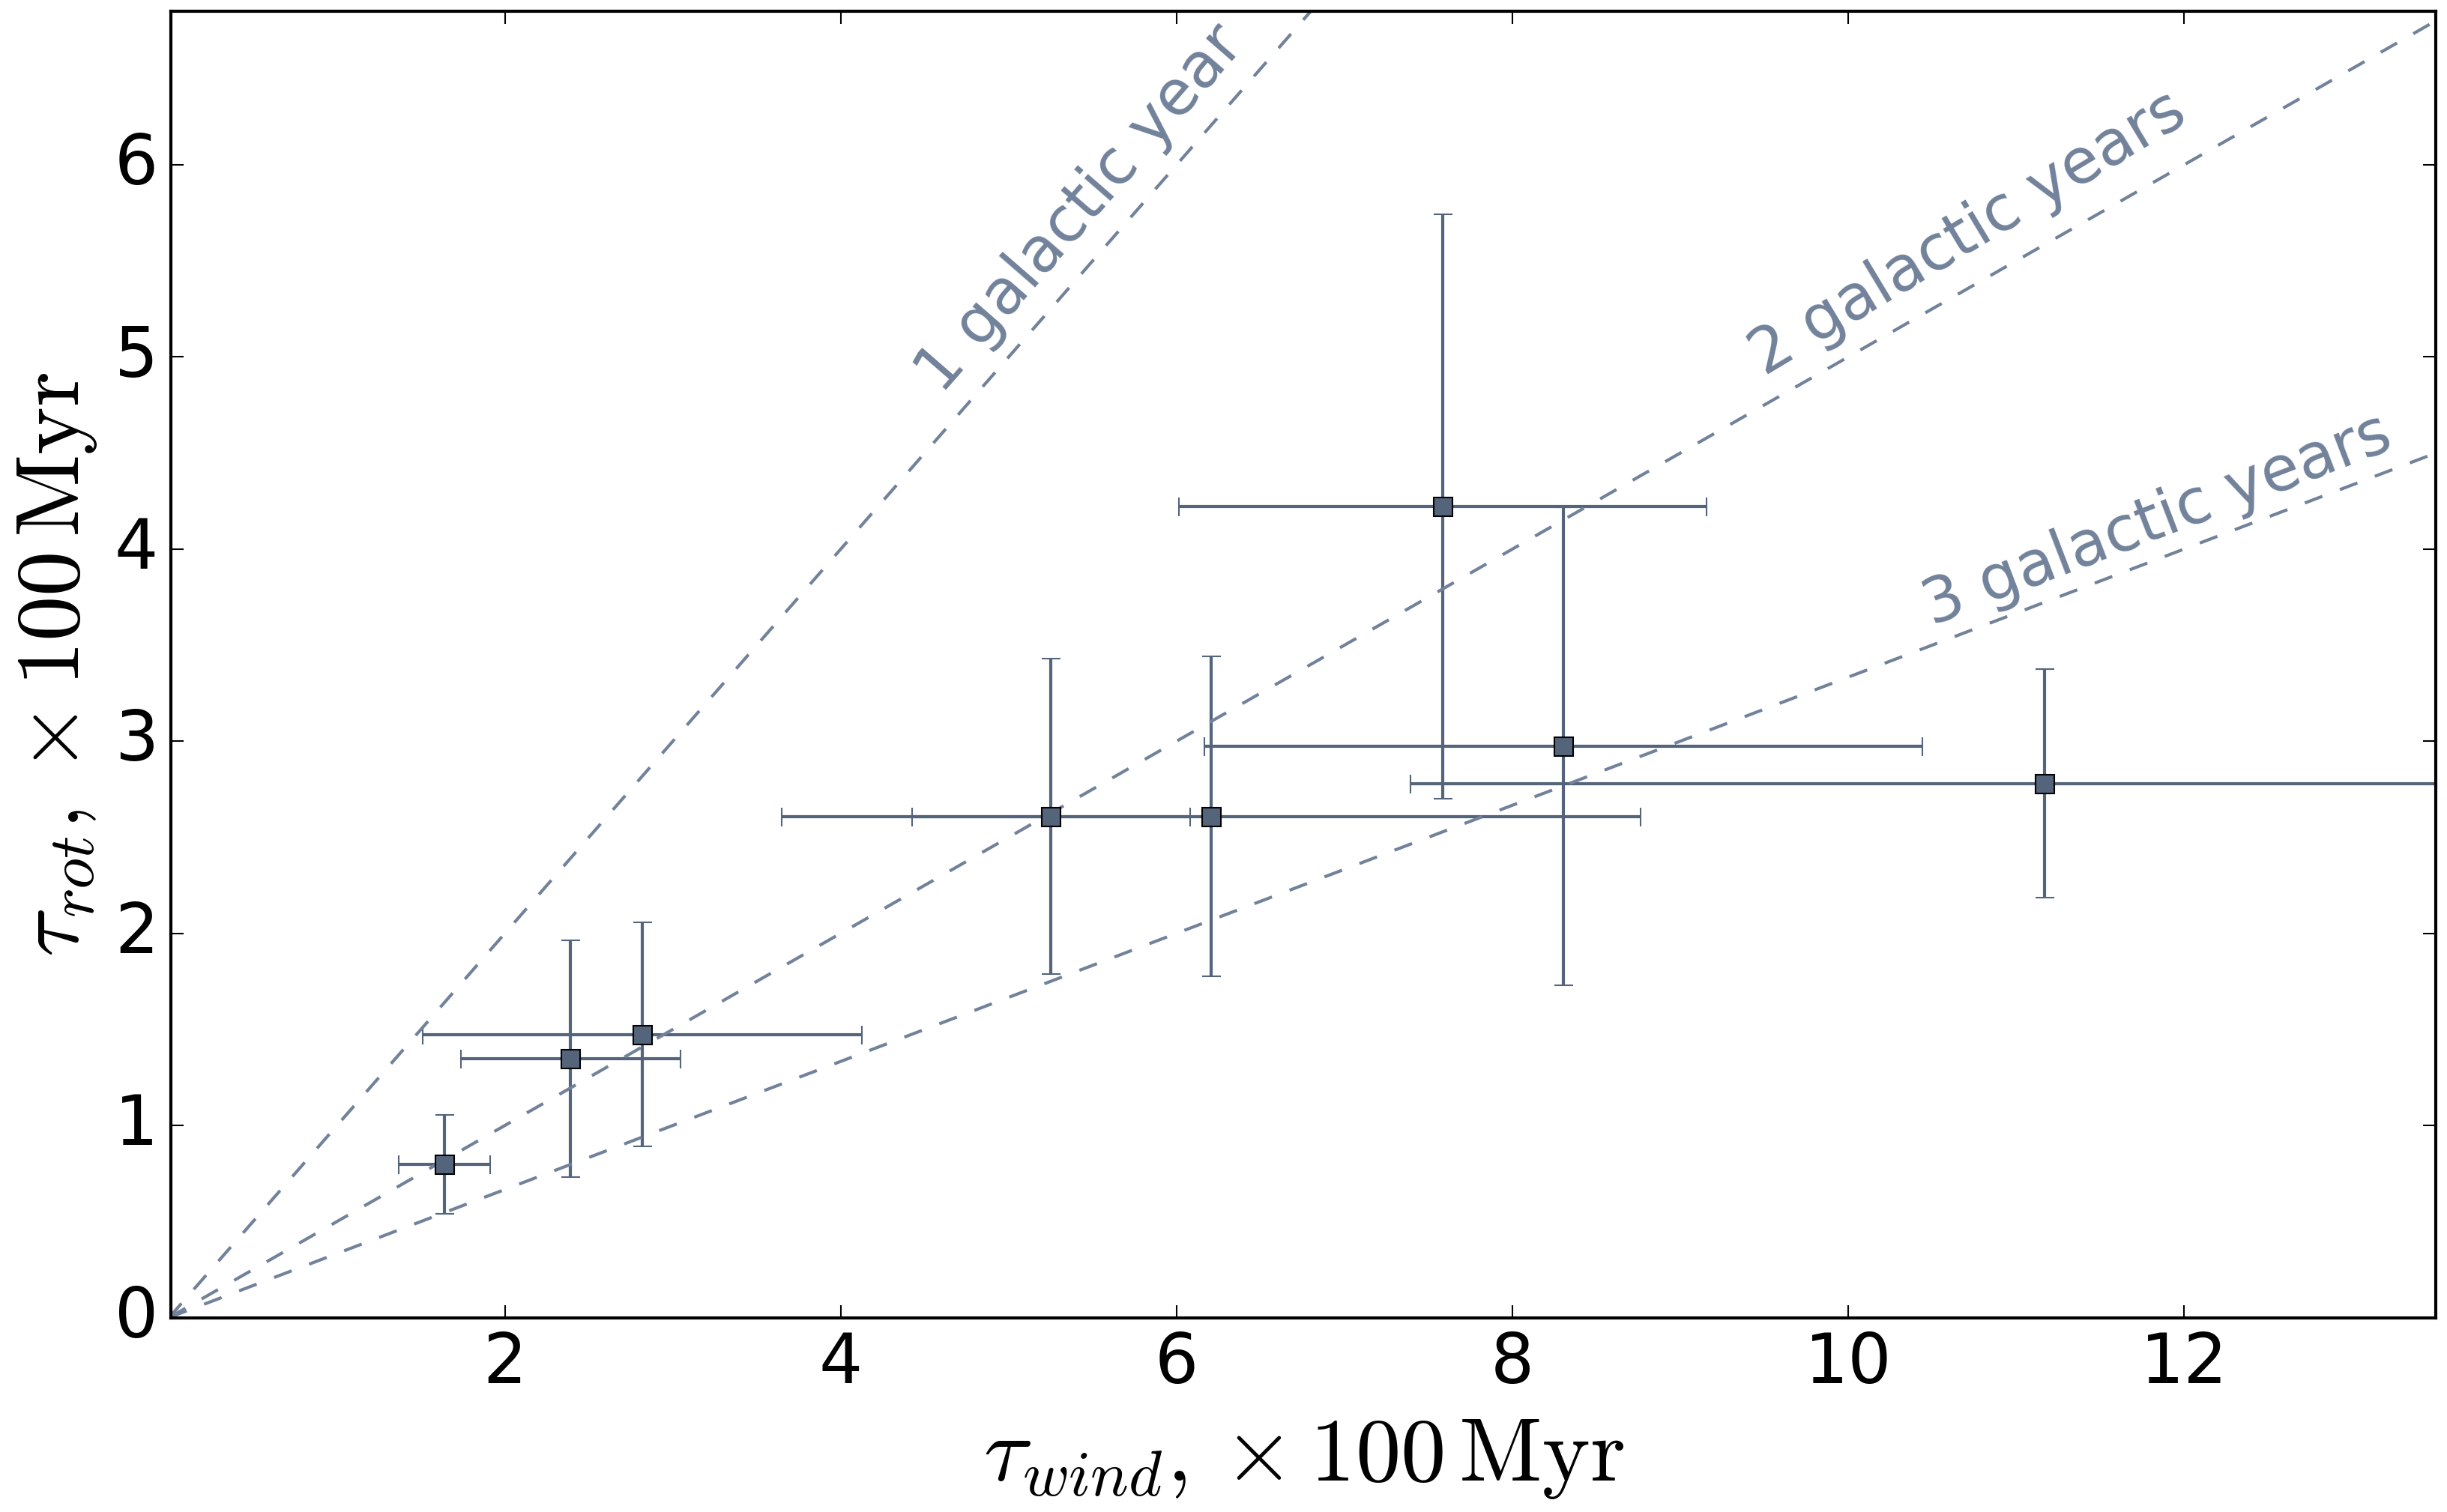 1 galactic year
2 galactic years
3 galactic years
6
5
4
3
2
1
0
τ_rot, × 100 Myr
2 4 6 8 10 12
τ_wind, × 100 Myr